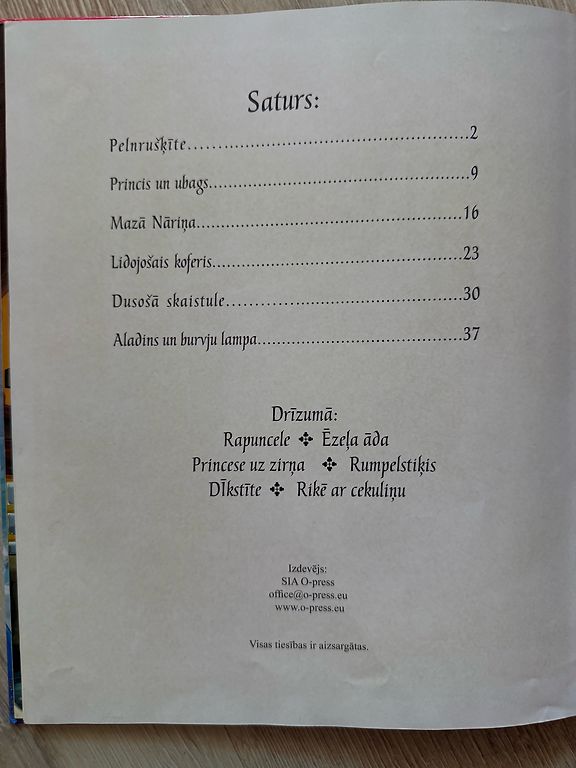 Saturs:
Pelnrušķīte....................................................2
Princis un ubags.................................................9
Mazā Nāriņa..................................................16
Lidojošais koferis...............................................23
Dusošā skaistule..............................................30
Aladins un burvju lampa........................................37
Drīzumā:
Rapuncele ✣ Ēzeļa āda
Princese uz zirņa ✣ Rumpelstiķis
Dīkstīte ✣ Rikē ar cekuliņu
Izdevējs:
SIA O-press
office@o-press.eu
www.o-press.eu
Visas tiesības ir aizsargātas.